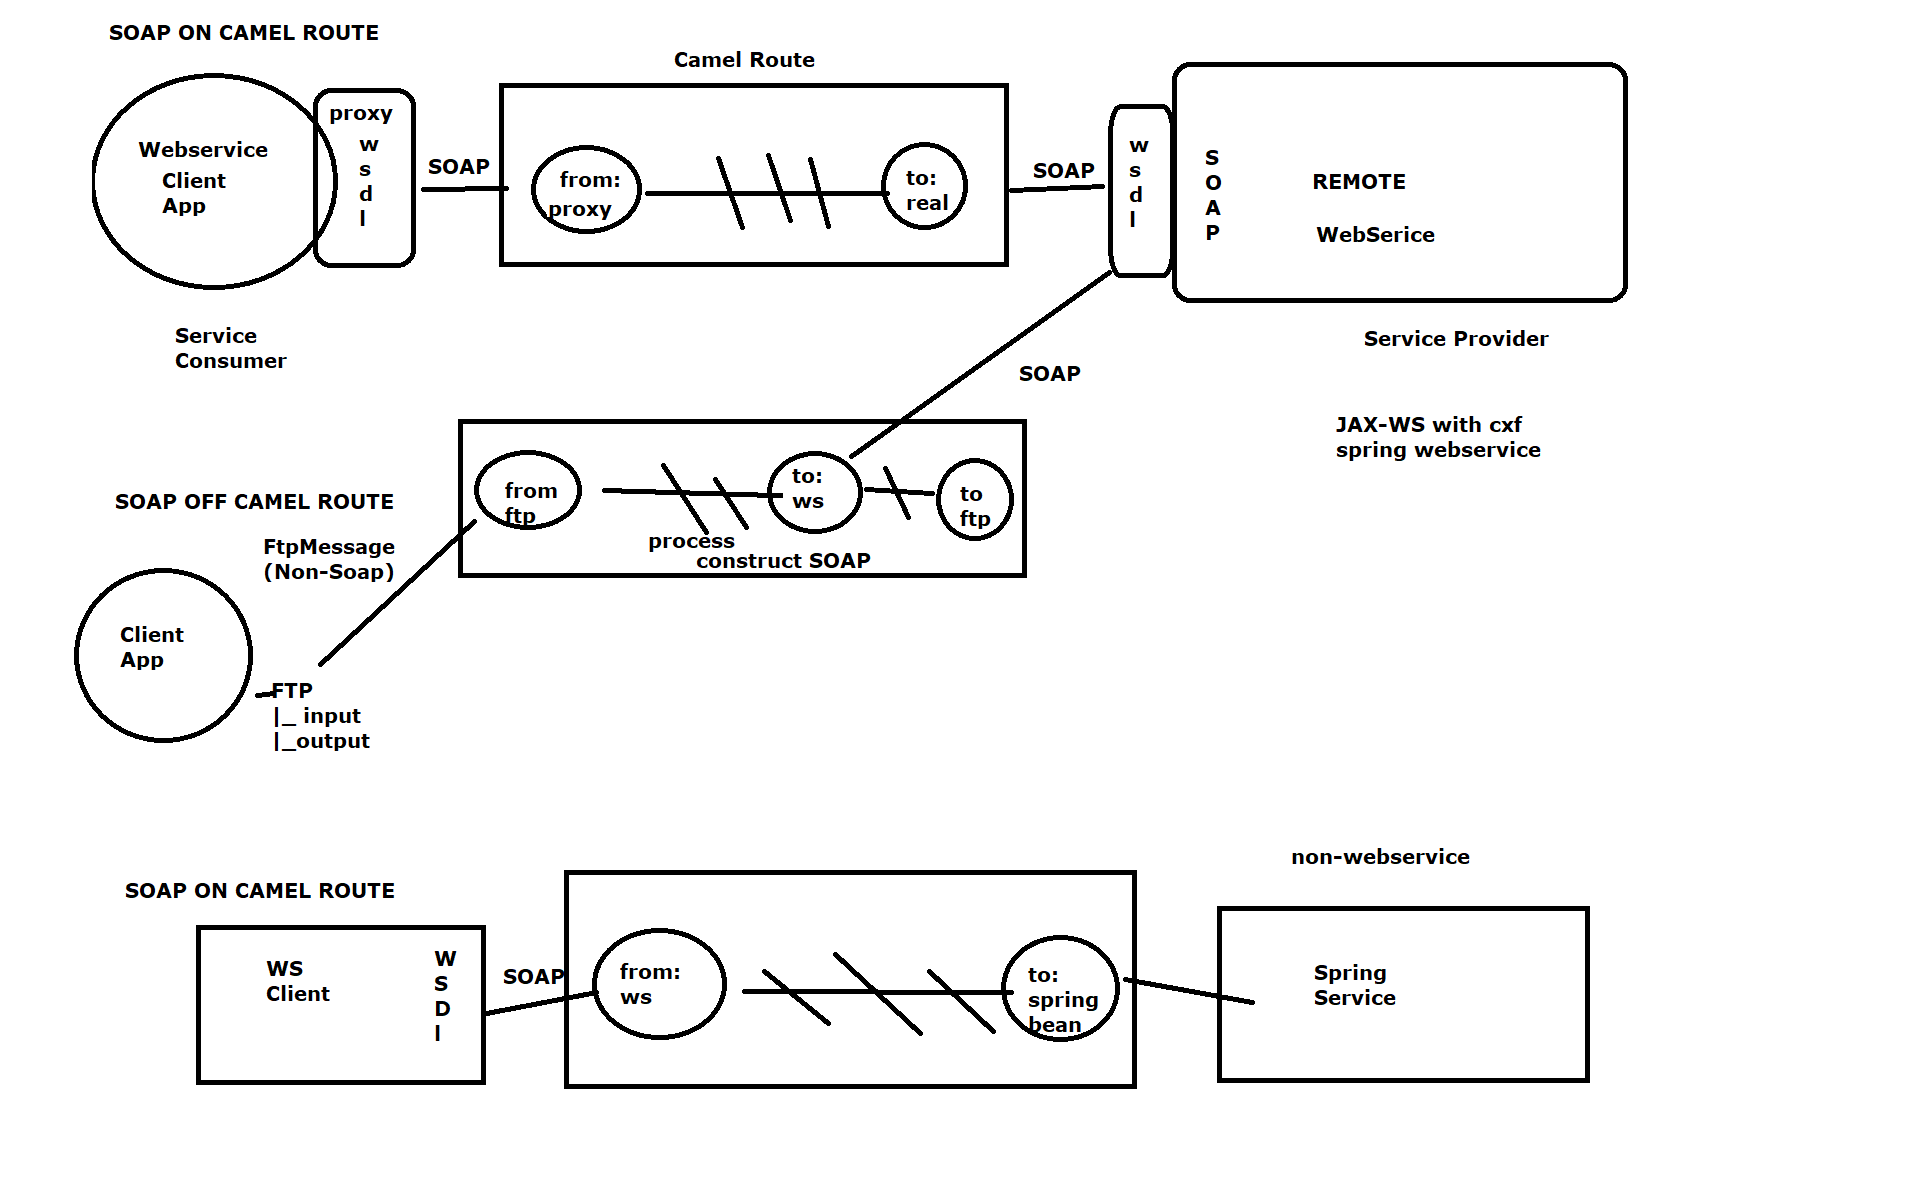 SOAP ON CAMEL ROUTE
Camel Route
proxy
w
s
d
l
Webservice
Client
App
SOAP
from:
proxy
to:
real
SOAP
w
s
d
l
S
O
A
P
REMOTE
WebSerice
Service
Consumer
Service Provider
SOAP
JAX-WS with cxf
spring webservice
SOAP OFF CAMEL ROUTE
from
ftp
to:
ws
to
ftp
process
construct SOAP
FtpMessage
(Non-Soap)
Client
App
FTP
|_ input
|_output
non-webservice
SOAP ON CAMEL ROUTE
WS
Client
W
S
D
l
SOAP
from:
ws
to:
spring
bean
Spring
Service